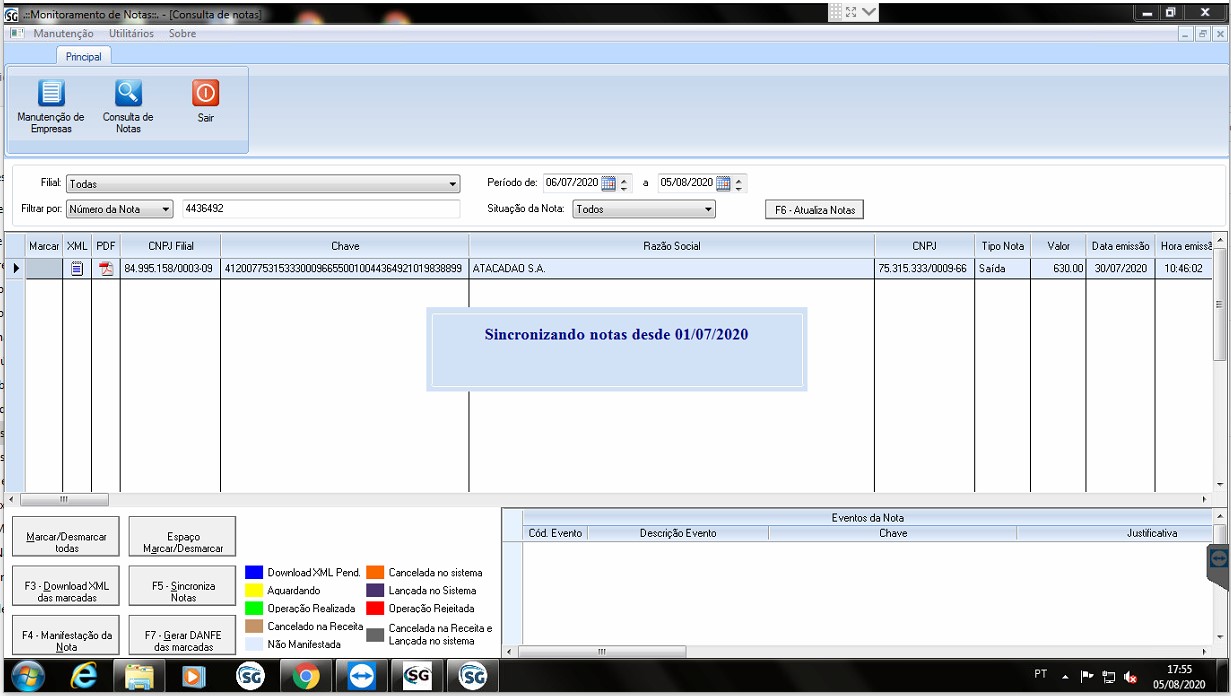 SG .::Monitoramento de Notas::. - [Consulta de notas]
Manutenção Utilitários Sobre
Principal
Manutenção de Empresas
Consulta de Notas
Sair
Filial: Todas
Período de: 06/07/2020 a 05/08/2020
Filtrar por: Número da Nota 4436492
Situação da Nota: Todos
F6 - Atualiza Notas
Marcar XML PDF CNPJ Filial Chave Razão Social CNPJ Tipo Nota Valor Data emissão Hora emissã
84.995.158/0003-09 41200775315333000966550010044364921019838899 ATACADAO S.A. 75.315.333/0009-66 Saída 630.00 30/07/2020 10:46:02
Sincronizando notas desde 01/07/2020
Marcar/Desmarcar todas
Espaço Marcar/Desmarcar
F3 - Download XML das marcadas
F5 - Sincroniza Notas
F4 - Manifestação da Nota
F7 - Gerar DANFE das marcadas
Download XML Pend.
Aguardando
Operação Realizada
Cancelado na Receita
Não Manifestada
Cancelada no sistema
Lançada no Sistema
Operação Rejeitada
Cancelada na Receita e Lançada no sistema
Eventos da Nota
Cód. Evento Descrição Evento Chave Justificativa
SG SG SG
PT
17:55
05/08/2020